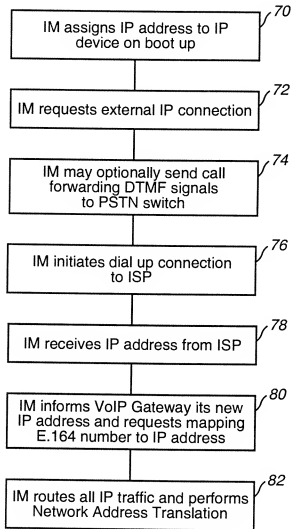 70
IM assigns IP address to IP
device on boot up
72
IM requests external IP connection
74
IM may optionally send call
forwarding DTMF signals
to PSTN switch
76
IM initiates dial up connection
to ISP
78
IM receives IP address from ISP
80
IM informs VoIP Gateway its new
IP address and requests mapping
E.164 number to IP address
82
IM routes all IP traffic and performs
Network Address Translation